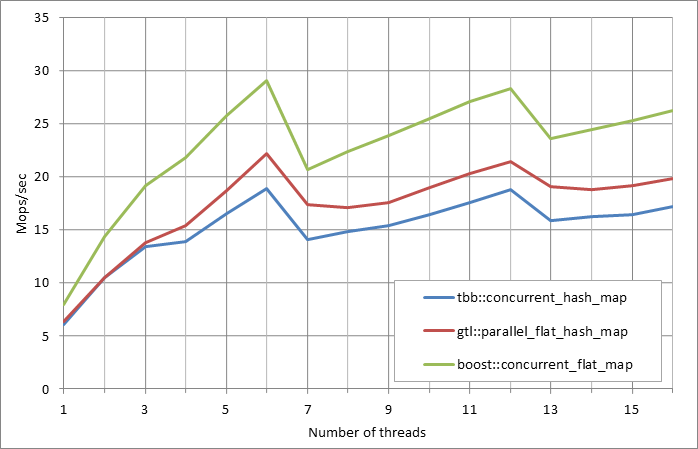 35
30
25
20
15
10
5
0
Mops/sec
tbb::concurrent_hash_map
gtl::parallel_flat_hash_map
boost::concurrent_flat_map
1 3 5 7 9 11 13 15
Number of threads